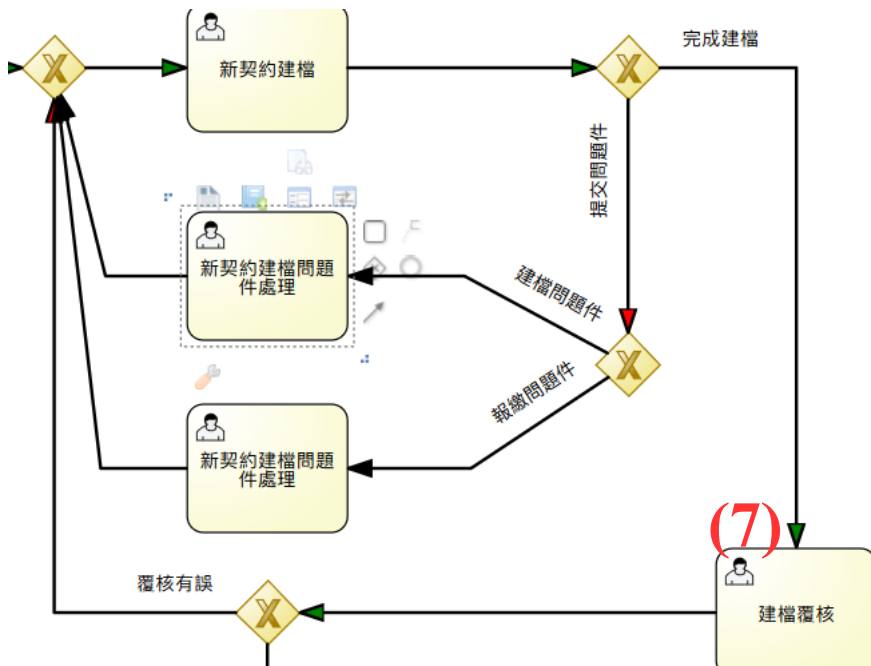 完成建檔
新契約建檔
提交問題件
新契約建檔問題
件處理
建檔問題件
報繳問題件
新契約建檔問題
件處理
(7)
覆核有誤
建檔覆核